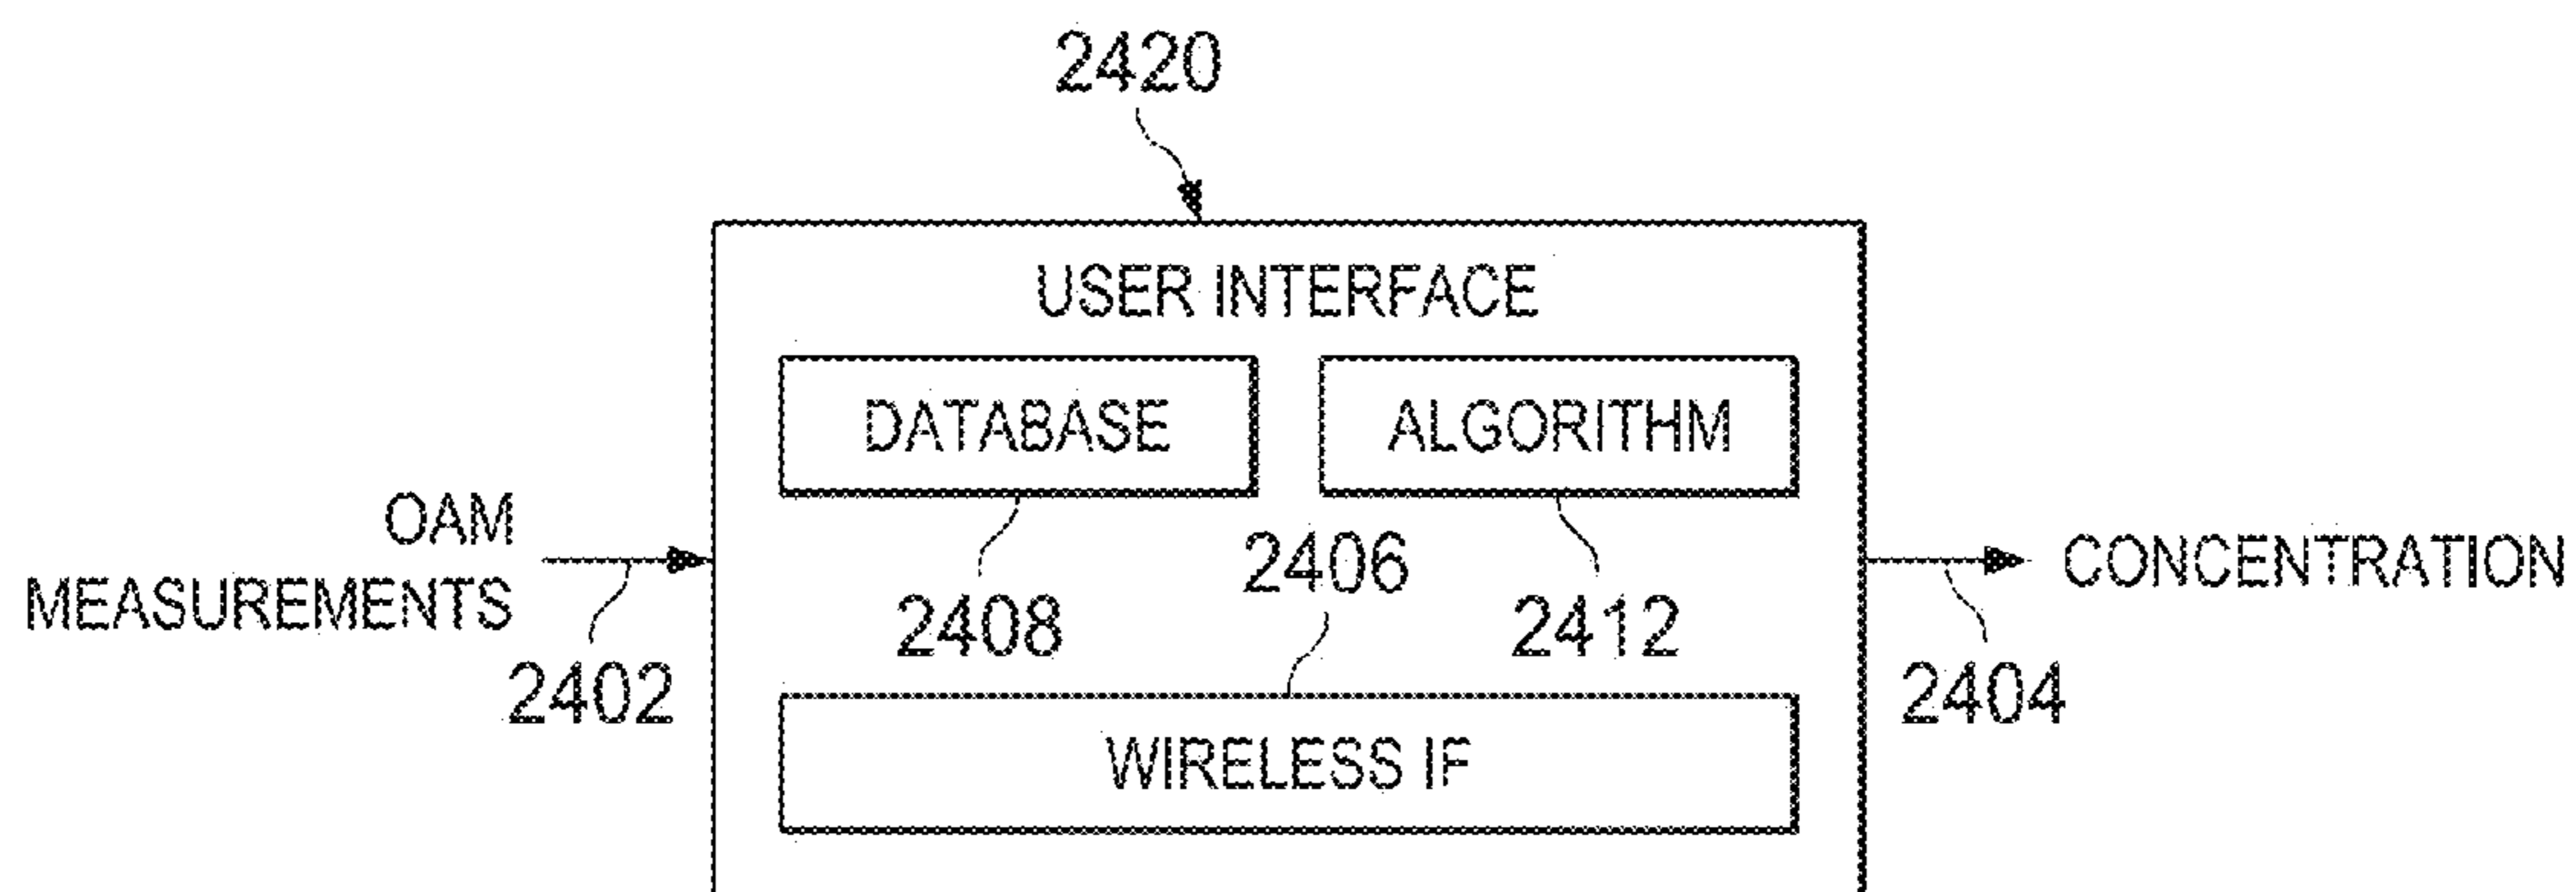 2420
USER INTERFACE
DATABASE
ALGORITHM
OAM
MEASUREMENTS
2402
2408
2406
2412
CONCENTRATION
2404
WIRELESS IF